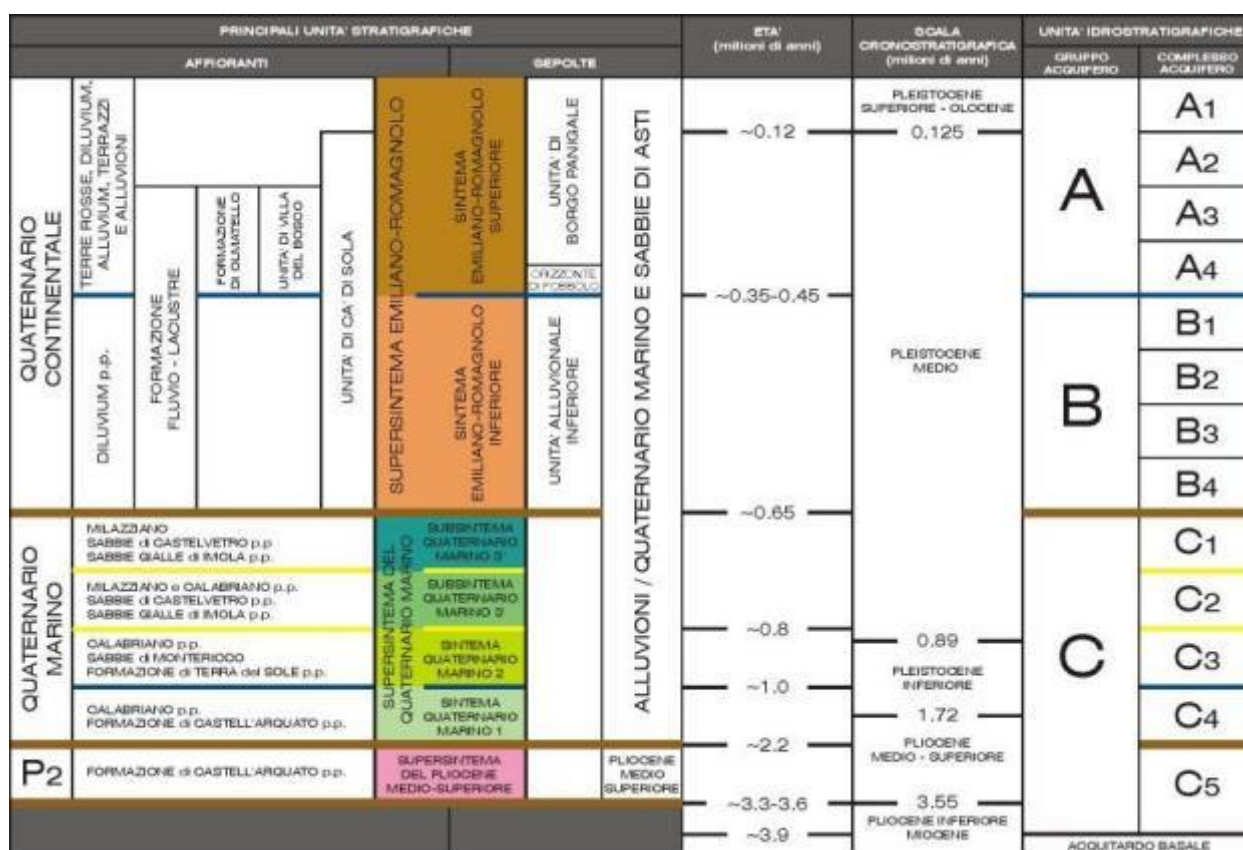 PRINCIPALI UNITA' STRATIGRAFICHE
AFFIORANTI
SEPOLTE
ETA'
(milioni di anni)
SCALA
CRONOSTRATIGRAFICA
(milioni di anni)
UNITA' IDROSTRATIGRAFICHE
GRUPPO
ACQUIFERO
COMPLESSO
ACQUIFERO
QUATERNARIO
CONTINENTALE
TERRE ROSSE, DILUVIUM,
ALLUVIUM, TERRAZZI
E ALLUVIONI
DILUVIUM p.p.
FORMAZIONE
FLUVIO - LACUSTRE
FORMAZIONE
DI OLMATELLO
UNITA' DI VILLA
DEL BOSCO
UNITA' DI CA' DI SOLA
SUPERSINTEMA EMILIANO-ROMAGNOLO
SINTEMA
EMILIANO-ROMAGNOLO
SUPERIORE
SINTEMA
EMILIANO-ROMAGNOLO
INFERIORE
UNITA' DI
BORGO PANIGALE
ORIZZONTE
DI FOSSOLO
UNITA' ALLUVIONALE
INFERIORE
ALLUVIONI / QUATERNARIO MARINO E SABBIE DI ASTI
QUATERNARIO
MARINO
MILAZZIANO
SABBIE di CASTELVETRO p.p
SABBIE GIALLE di IMOLA p.p.
MILAZZIANO e CALABRIANO p.p.
SABBIE di CASTELVETRO p.p.
SABBIE GIALLE di IMOLA p.p.
CALABRIANO p.p.
SABBIE di MONTERICCO
FORMAZIONE di TERRA del SOLE p.p.
CALABRIANO p.p.
FORMAZIONE di CASTELL'ARQUATO p.p.
SUPERSINTEMA DEL
QUATERNARIO MARINO
SUBSINTEMA
QUATERNARIO
MARINO
SUBSINTEMA
QUATERNARIO
MARINO
SINTEMA
QUATERNARIO
MARINO 2
SINTEMA
QUATERNARIO
MARINO 1
P2
FORMAZIONE di CASTELL'ARQUATO p.p.
SUPERSINTEMA
DEL PLIOCENE
MEDIO-SUPERIORE
PLIOCENE
MEDIO
SUPERIORE
~0.12
~0.35-0.45
~0.65
~0.8
~1.0
~2.2
~3.3-3.6
~3.9
PLEISTOCENE
SUPERIORE - OLOCENE
0.125
PLEISTOCENE
MEDIO
0.89
PLEISTOCENE
INFERIORE
1.72
PLIOCENE
MEDIO - SUPERIORE
3.55
PLIOCENE INFERIORE
MIOCENE
A
B
C
A1
A2
A3
A4
B1
B2
B3
B4
C1
C2
C3
C4
C5
ACQUITARDO BASALE